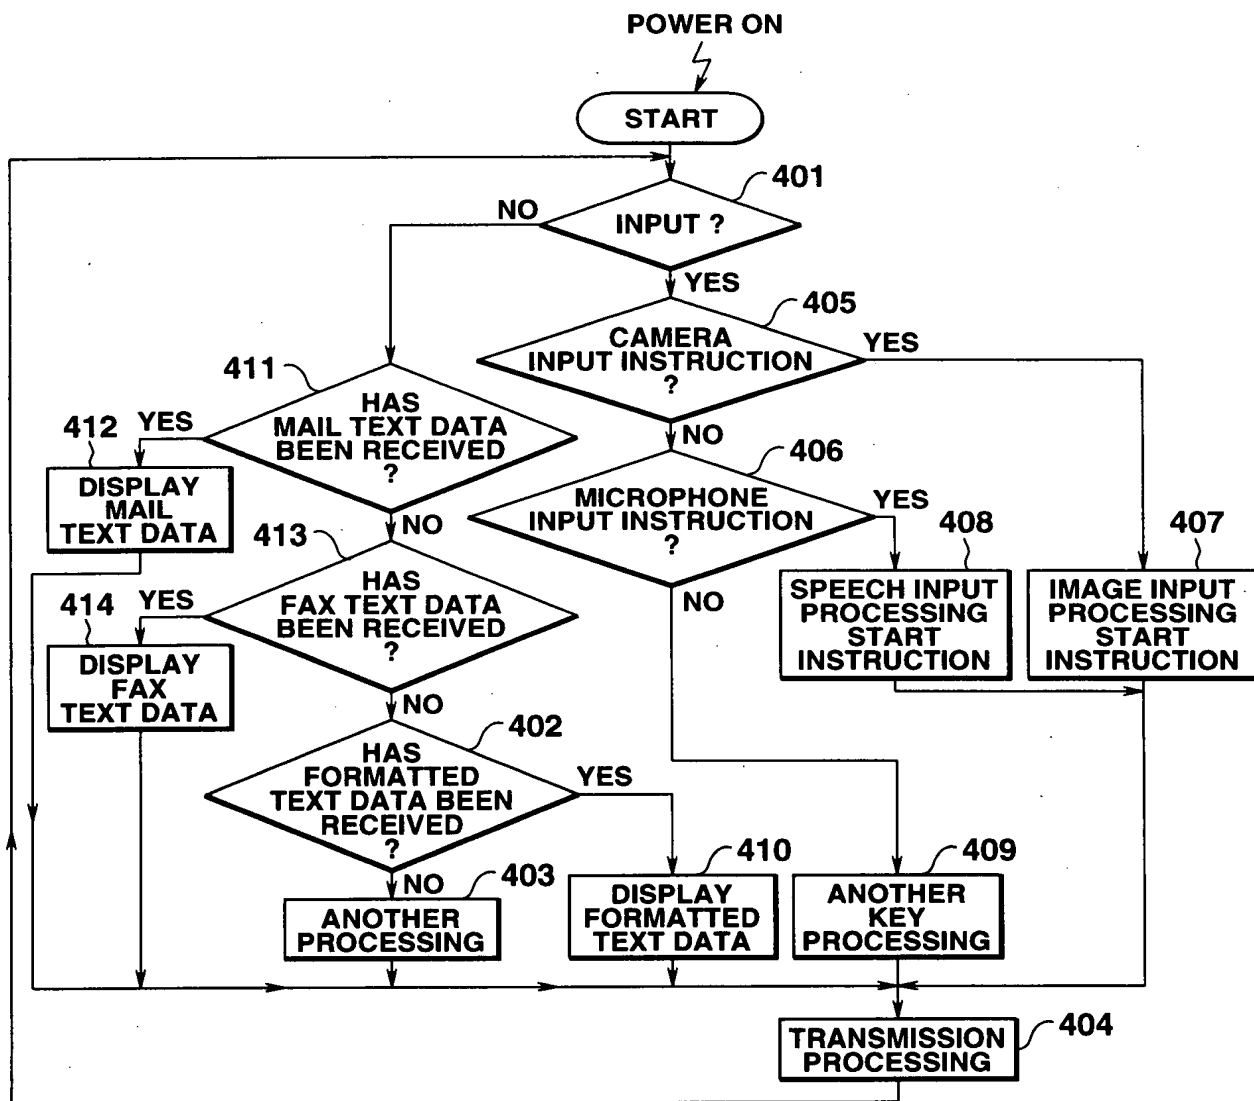 POWER ON
START
401
NO
INPUT ?
YES
405
CAMERA
INPUT INSTRUCTION
?
YES
411
HAS
MAIL TEXT DATA
BEEN RECEIVED
?
YES
412
DISPLAY
MAIL
TEXT DATA
NO
406
MICROPHONE
INPUT INSTRUCTION
?
YES
NO
408
SPEECH INPUT
PROCESSING
START
INSTRUCTION
407
IMAGE INPUT
PROCESSING
START
INSTRUCTION
NO
413
HAS
FAX TEXT DATA
BEEN RECEIVED
?
YES
414
DISPLAY
FAX
TEXT DATA
NO
402
HAS
FORMATTED
TEXT DATA BEEN
RECEIVED
?
YES
NO
403
ANOTHER
PROCESSING
410
DISPLAY
FORMATTED
TEXT DATA
409
ANOTHER
KEY
PROCESSING
TRANSMISSION
PROCESSING
404